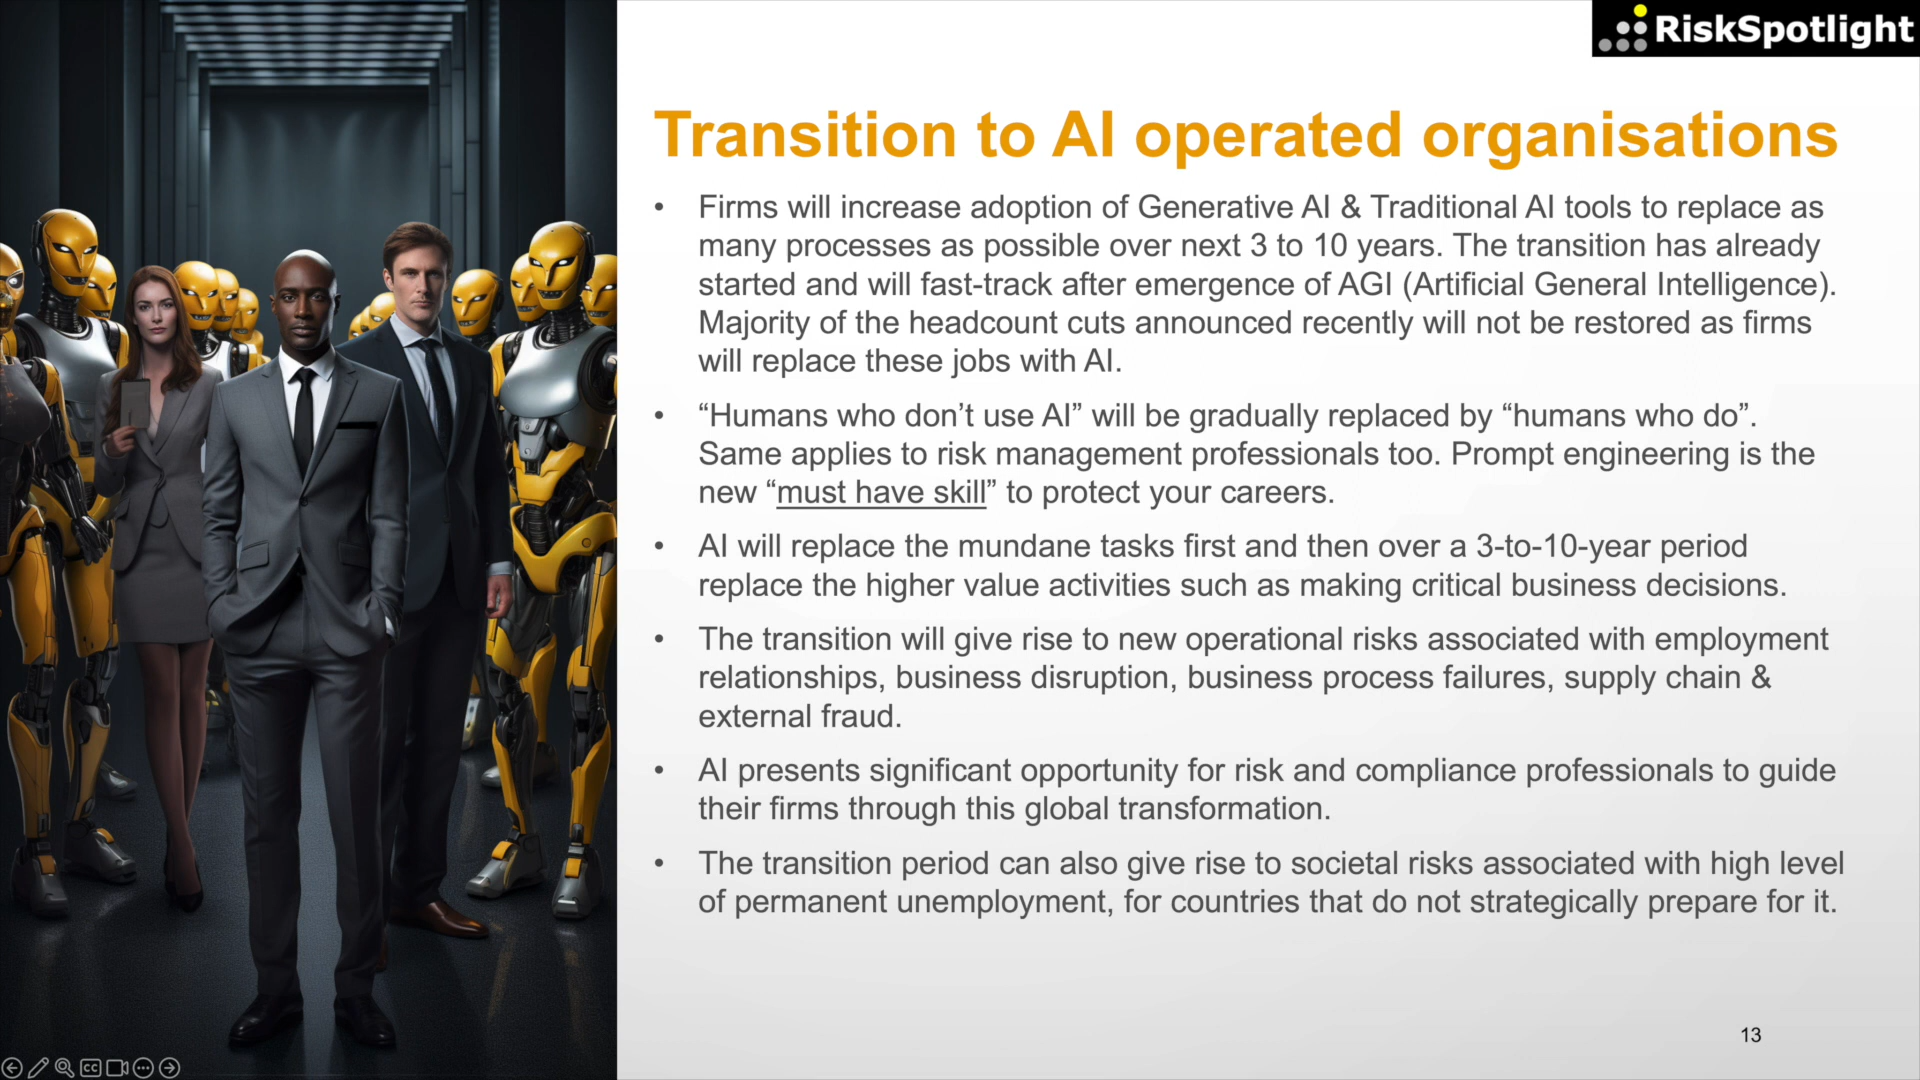 RiskSpotlight
Transition to AI operated organisations
• Firms will increase adoption of Generative AI & Traditional AI tools to replace as
many processes as possible over next 3 to 10 years. The transition has already
started and will fast-track after emergence of AGI (Artificial General Intelligence).
Majority of the headcount cuts announced recently will not be restored as firms
will replace these jobs with AI.
• “Humans who don’t use AI” will be gradually replaced by “humans who do”.
Same applies to risk management professionals too. Prompt engineering is the
new “must have skill” to protect your careers.
• AI will replace the mundane tasks first and then over a 3-to-10-year period
replace the higher value activities such as making critical business decisions.
• The transition will give rise to new operational risks associated with employment
relationships, business disruption, business process failures, supply chain &
external fraud.
• AI presents significant opportunity for risk and compliance professionals to guide
their firms through this global transformation.
• The transition period can also give rise to societal risks associated with high level
of permanent unemployment, for countries that do not strategically prepare for it.
13
CC